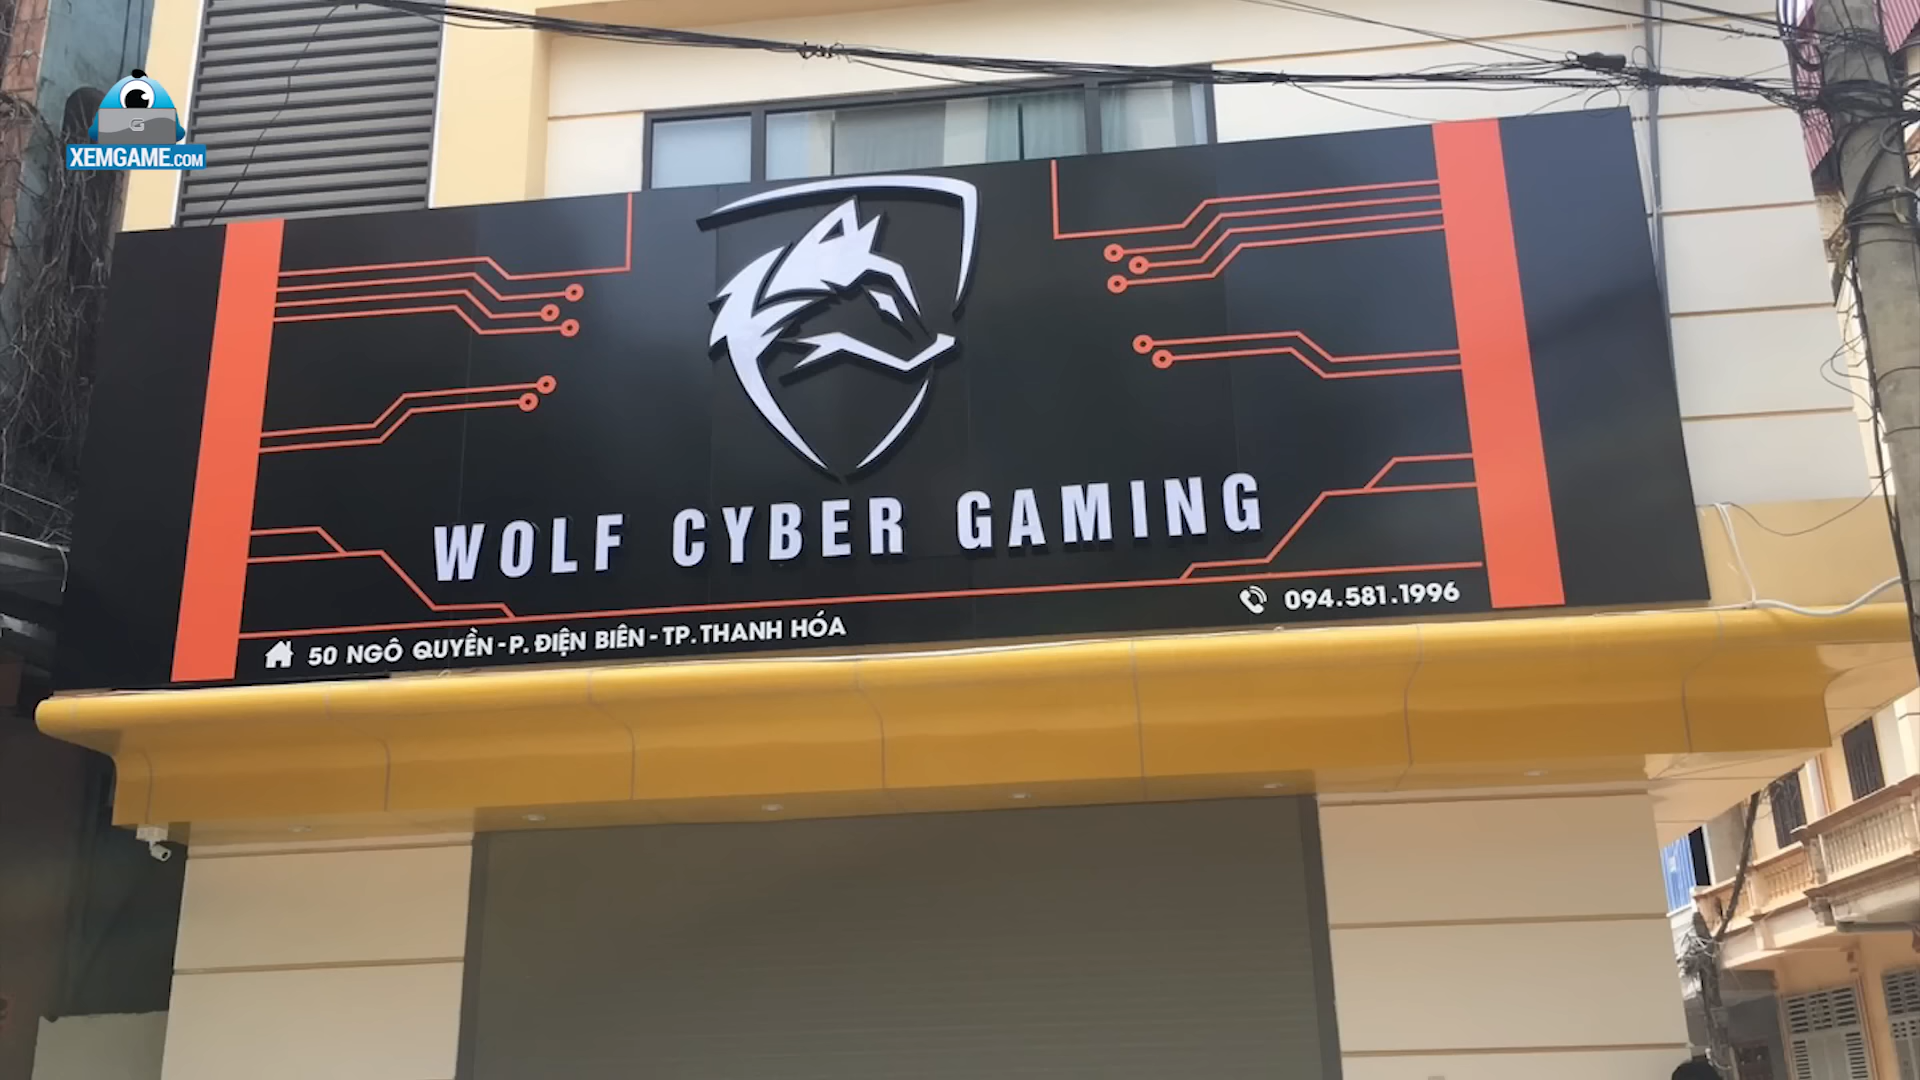 XEMGAME.COM
WOLF CYBER GAMING
50 NGÔ QUYỀN - P. ĐIỆN BIÊN - TP. THANH HÓA
094.581.1996